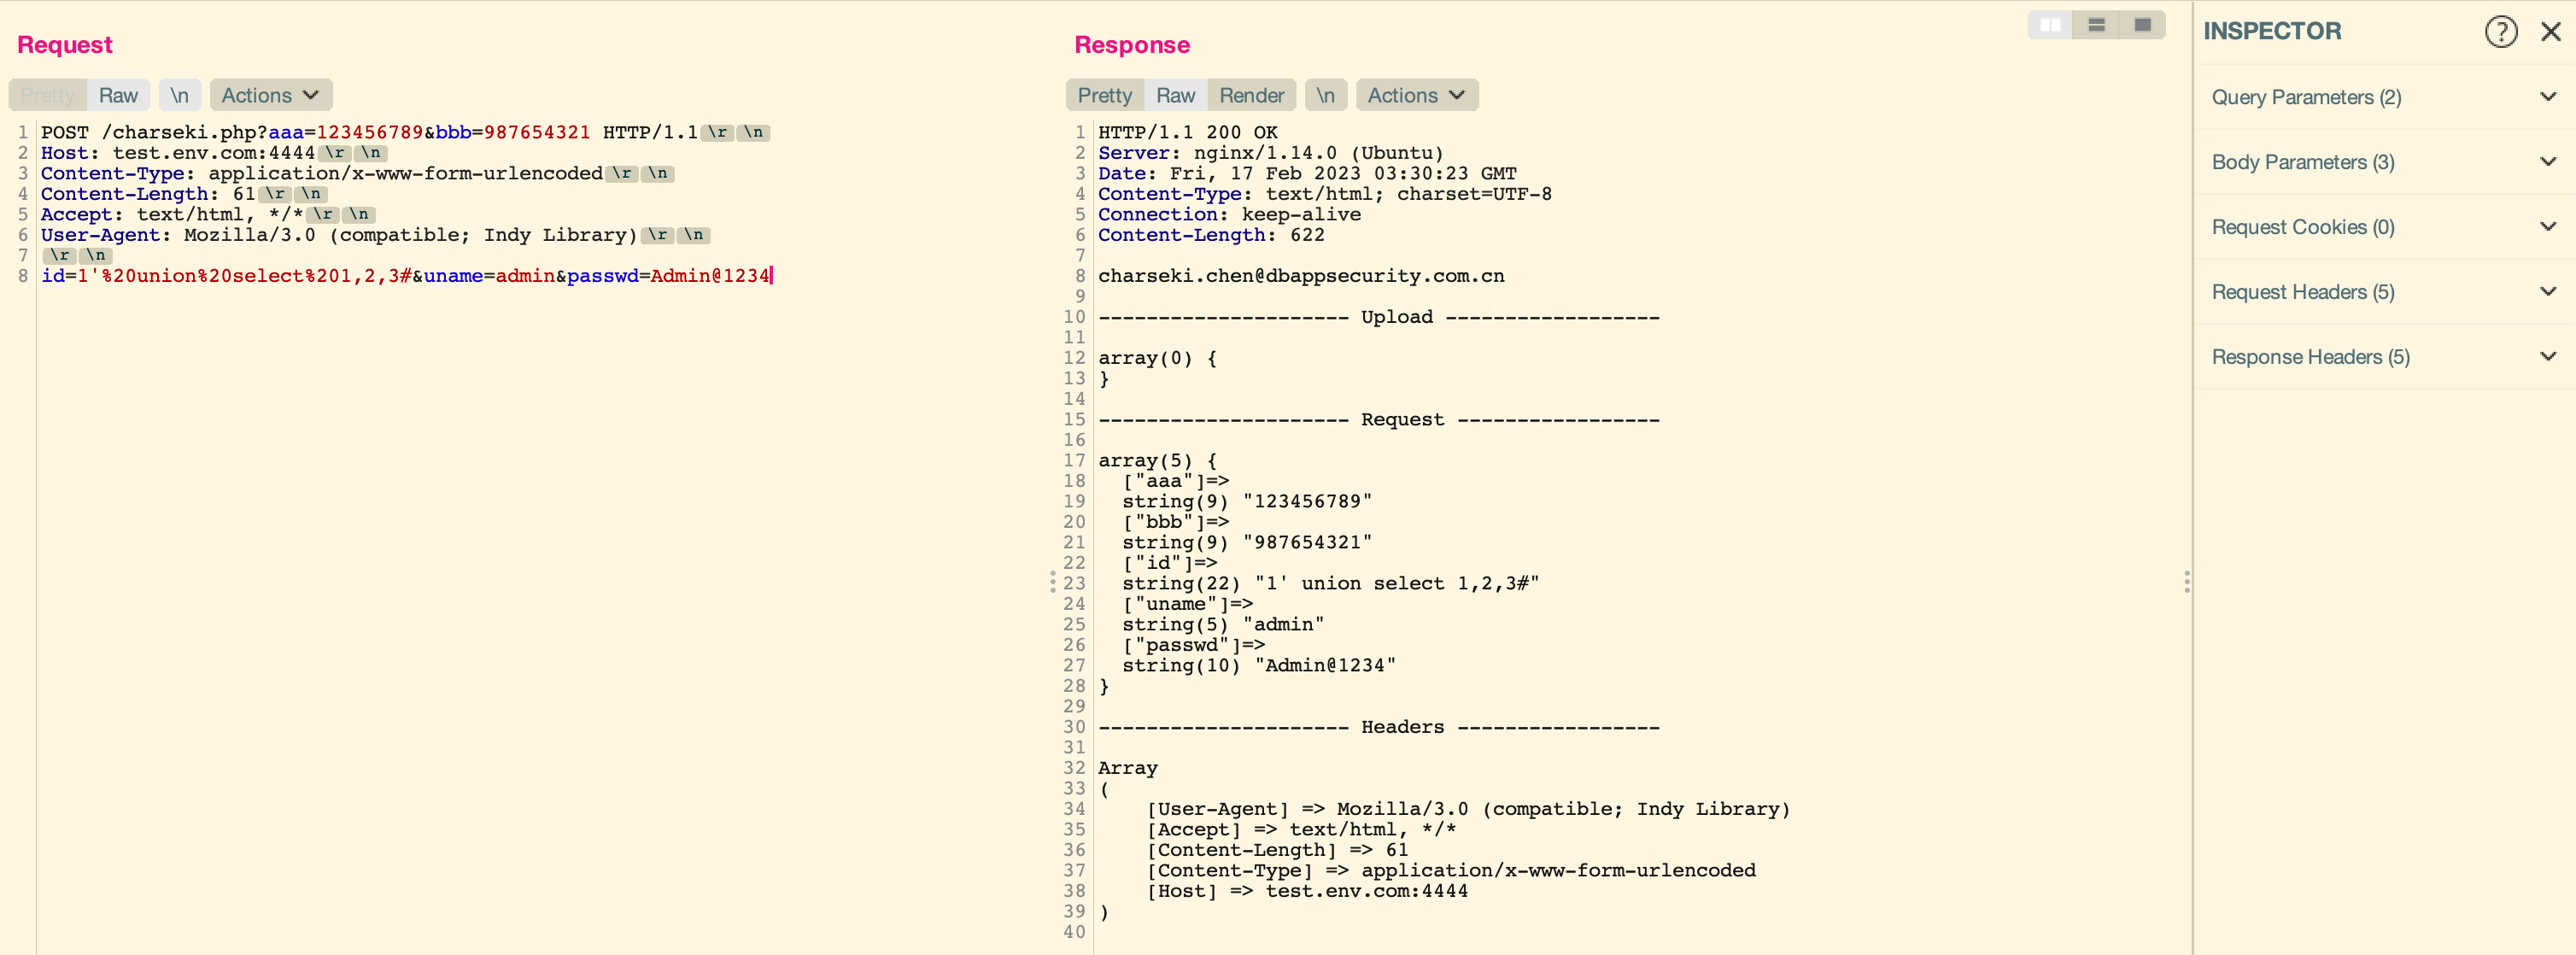 Request
Pretty Raw \n Actions
1 POST /charseki.php?aaa=123456789&bbb=987654321 HTTP/1.1 \r \n
2 Host: test.env.com:4444 \r \n
3 Content-Type: application/x-www-form-urlencoded \r \n
4 Content-Length: 61 \r \n
5 Accept: text/html, */* \r \n
6 User-Agent: Mozilla/3.0 (compatible; Indy Library) \r \n
7 \r \n
8 id=1'%20union%20select%201,2,3#&uname=admin&passwd=Admin@1234
Response
Pretty Raw Render \n Actions
1 HTTP/1.1 200 OK
2 Server: nginx/1.14.0 (Ubuntu)
3 Date: Fri, 17 Feb 2023 03:30:23 GMT
4 Content-Type: text/html; charset=UTF-8
5 Connection: keep-alive
6 Content-Length: 622
7
8 charseki.chen@dbappsecurity.com.cn
9
10 --------------------- Upload ------------------
11
12 array(0) {
13 }
14
15 --------------------- Request -----------------
16
17 array(5) {
18 ["aaa"]=>
19 string(9) "123456789"
20 ["bbb"]=>
21 string(9) "987654321"
22 ["id"]=>
23 string(22) "1' union select 1,2,3#"
24 ["uname"]=>
25 string(5) "admin"
26 ["passwd"]=>
27 string(10) "Admin@1234"
28 }
29
30 --------------------- Headers -----------------
31
32 Array
33 (
34 [User-Agent] => Mozilla/3.0 (compatible; Indy Library)
35 [Accept] => text/html, */*
36 [Content-Length] => 61
37 [Content-Type] => application/x-www-form-urlencoded
38 [Host] => test.env.com:4444
39 )
40
INSPECTOR ?
Query Parameters (2)
Body Parameters (3)
Request Cookies (0)
Request Headers (5)
Response Headers (5)